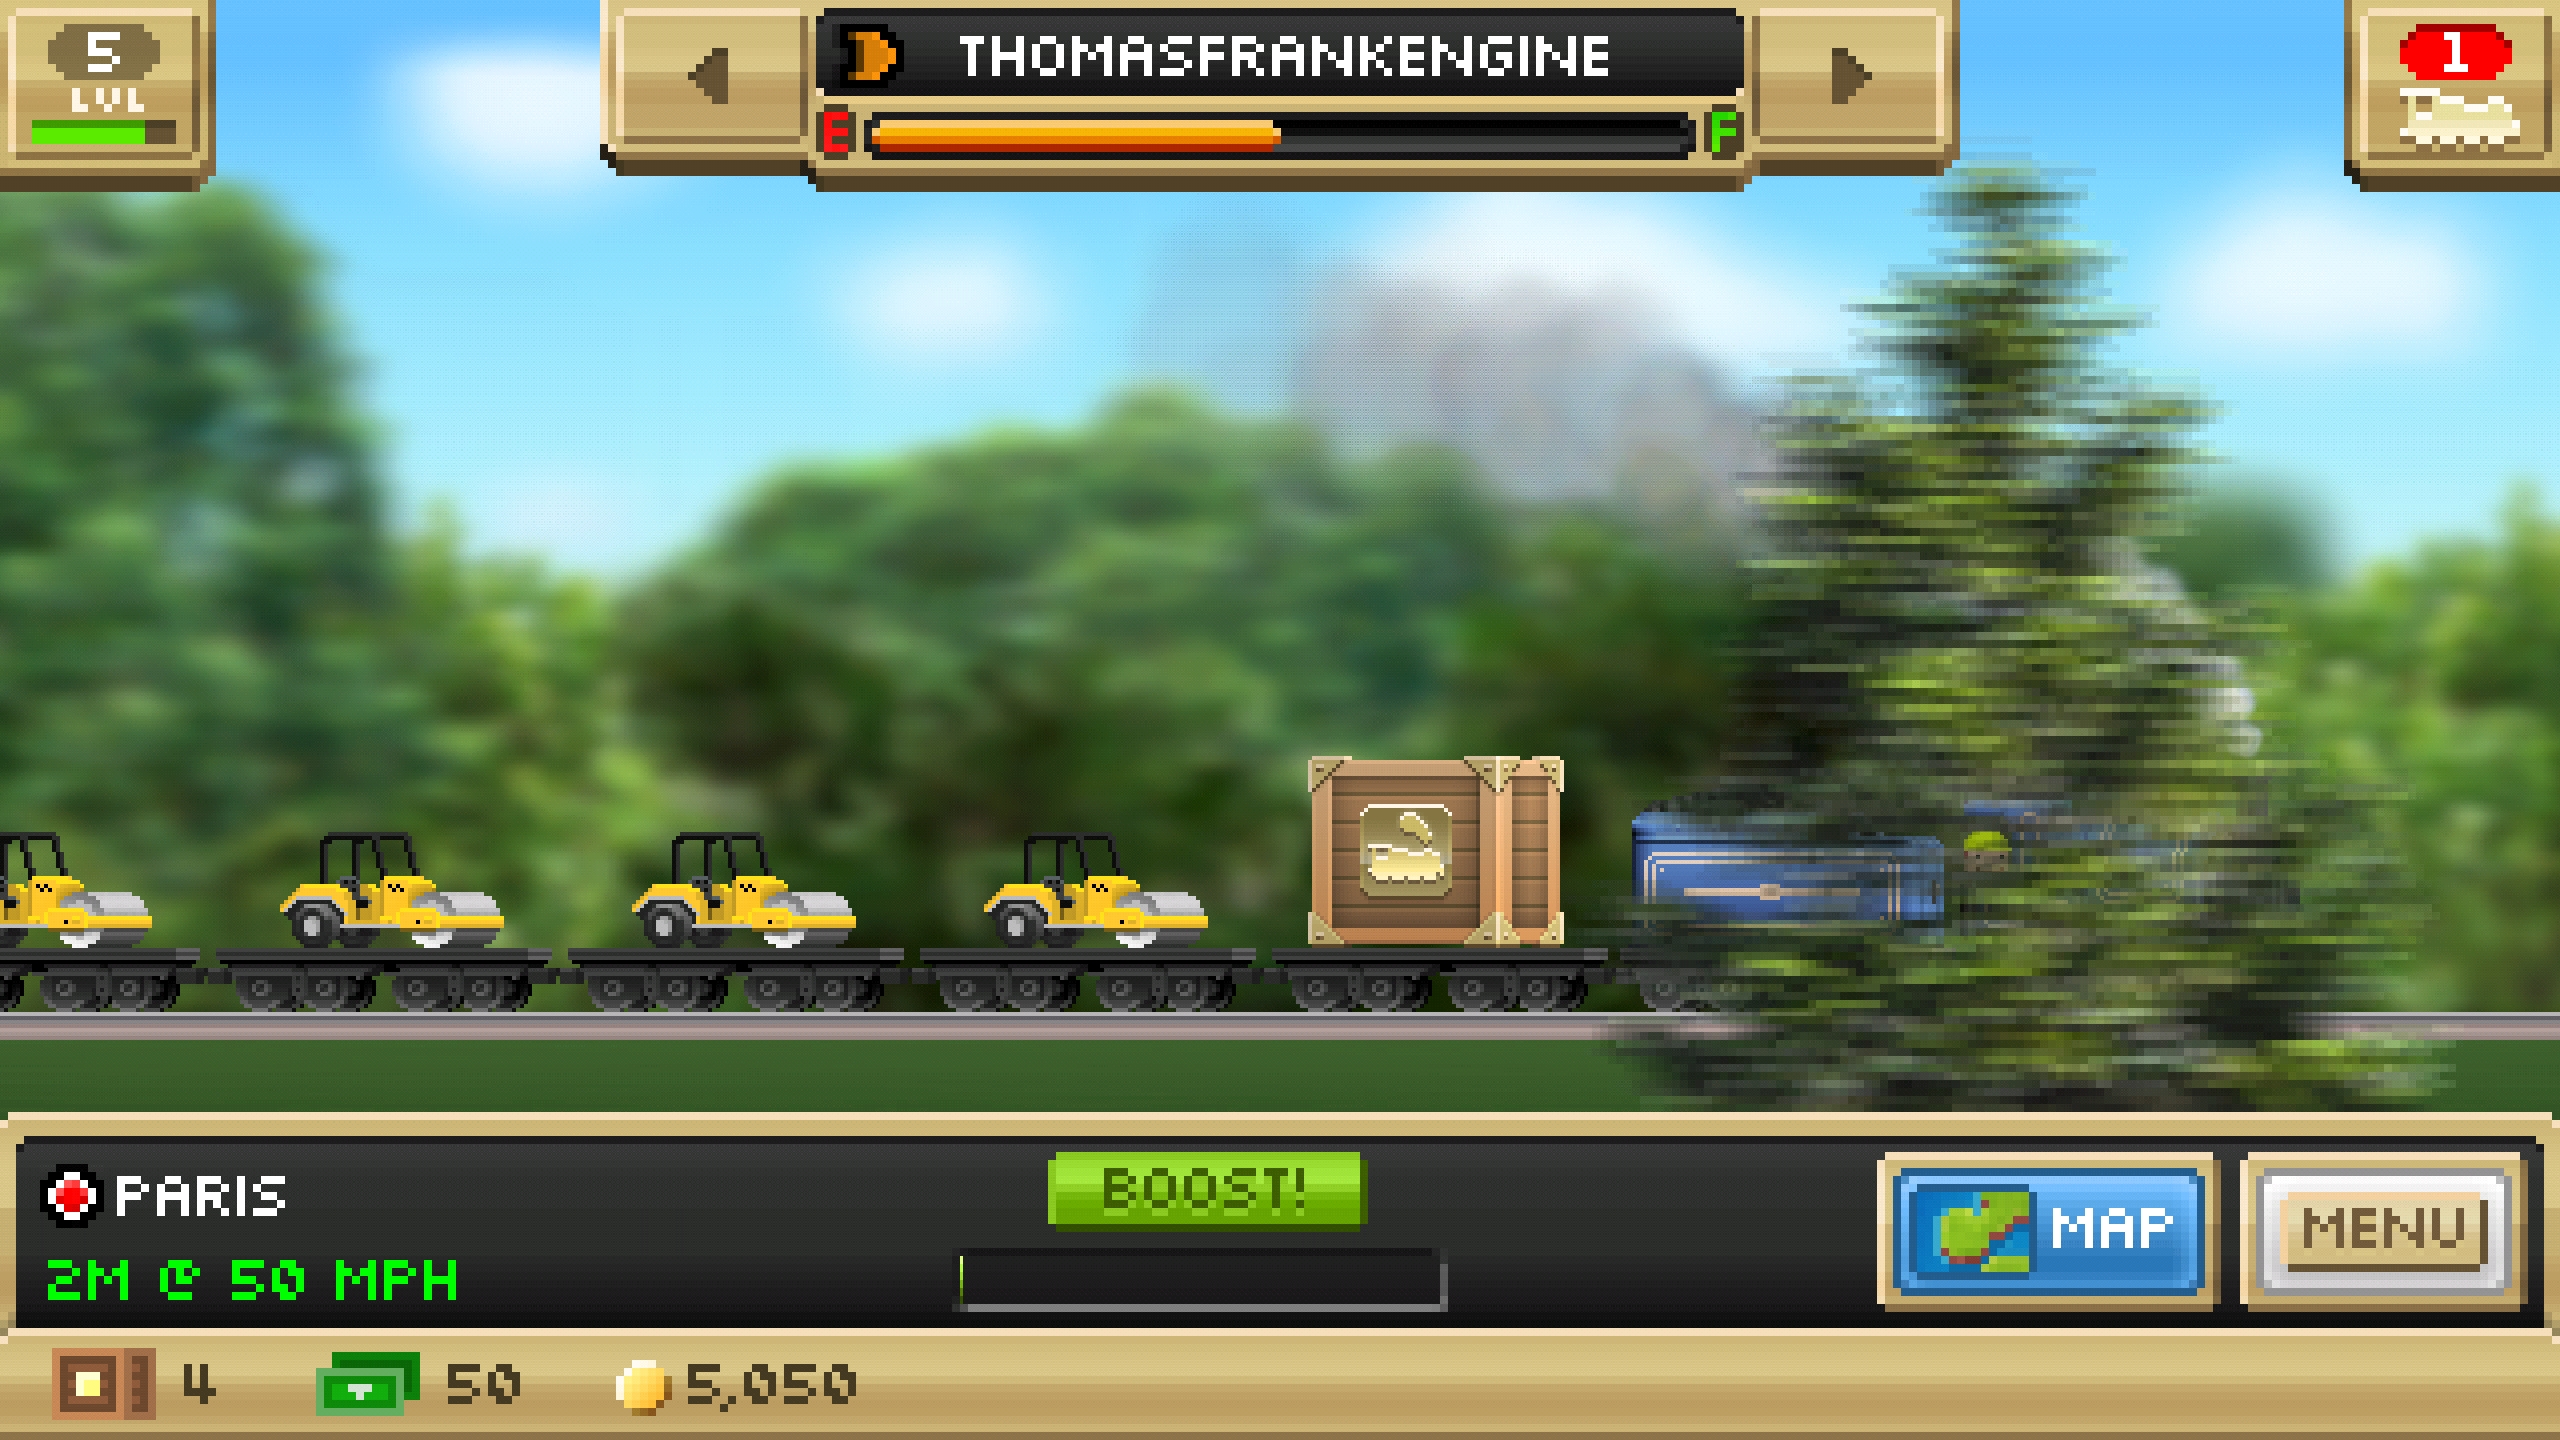 5
LVL
THOMASFRANKENGINE
E F
1
PARIS
2M @ 50 MPH
BOOST!
MAP
MENU
4 50 5,050